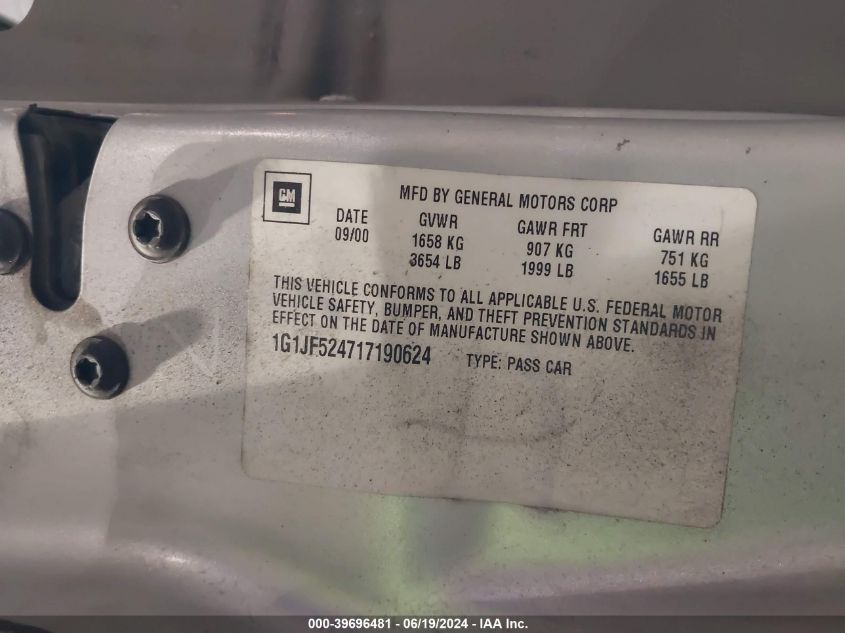 GM
MFD BY GENERAL MOTORS CORP
DATE GVWR GAWR FRT GAWR RR
09/00 1658 KG 907 KG 751 KG
3654 LB 1999 LB 1655 LB
THIS VEHICLE CONFORMS TO ALL APPLICABLE U.S. FEDERAL MOTOR
VEHICLE SAFETY, BUMPER, AND THEFT PREVENTION STANDARDS IN
EFFECT ON THE DATE OF MANUFACTURE SHOWN ABOVE.
1G1JF524717190624 TYPE: PASS CAR
000-39696481 - 06/19/2024 - IAA Inc.